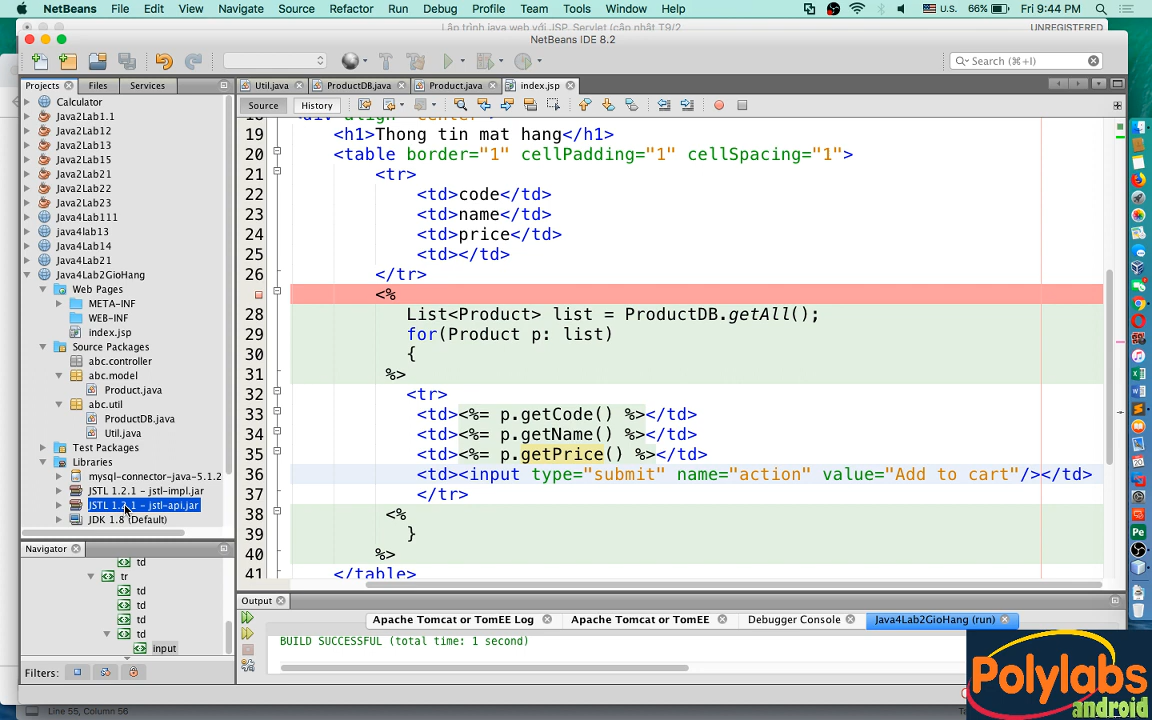 NetBeans File Edit View Navigate Source Refactor Run Debug Profile Team Tools Window Help U.S. 66% Fri 9:44 PM
Lập trình java web với JSP, Servlet (cập nhật T9/2 UNREGISTERED
NetBeans IDE 8.2
Search (⌘+I)
Projects Files Services
Util.java ProductDB.java Product.java index.jsp
Source History
Calculator
Java2Lab1.1
Java2Lab12
Java2Lab13
Java2Lab15
Java2Lab21
Java2Lab22
Java2Lab23
Java4Lab111
java4lab13
Java4Lab14
Java4Lab21
Java4Lab2GioHang
Web Pages
META-INF
WEB-INF
index.jsp
Source Packages
abc.controller
abc.model
Product.java
abc.util
ProductDB.java
Util.java
Test Packages
Libraries
mysql-connector-java-5.1.2
JSTL 1.2.1 - jstl-impl.jar
JSTL 1.2.1 - jstl-api.jar
JDK 1.8 (Default)
19 <h1>Thong tin mat hang</h1>
20 <table border="1" cellPadding="1" cellSpacing="1">
21 <tr>
22 <td>code</td>
23 <td>name</td>
24 <td>price</td>
25 <td></td>
26 </tr>
<%
28 List<Product> list = ProductDB.getAll();
29 for(Product p: list)
30 {
31 %>
32 <tr>
33 <td><%= p.getCode() %></td>
34 <td><%= p.getName() %></td>
35 <td><%= p.getPrice() %></td>
36 <td><input type="submit" name="action" value="Add to cart"/></td>
37 </tr>
38 <%
39 }
40 %>
41 </table>
Navigator
td
tr
td
td
td
td
input
Filters:
Output
Apache Tomcat or TomEE Log Apache Tomcat or TomEE Debugger Console Java4Lab2GioHang (run)
BUILD SUCCESSFUL (total time: 1 second)
Line 55, Column 56
Polylabs
android